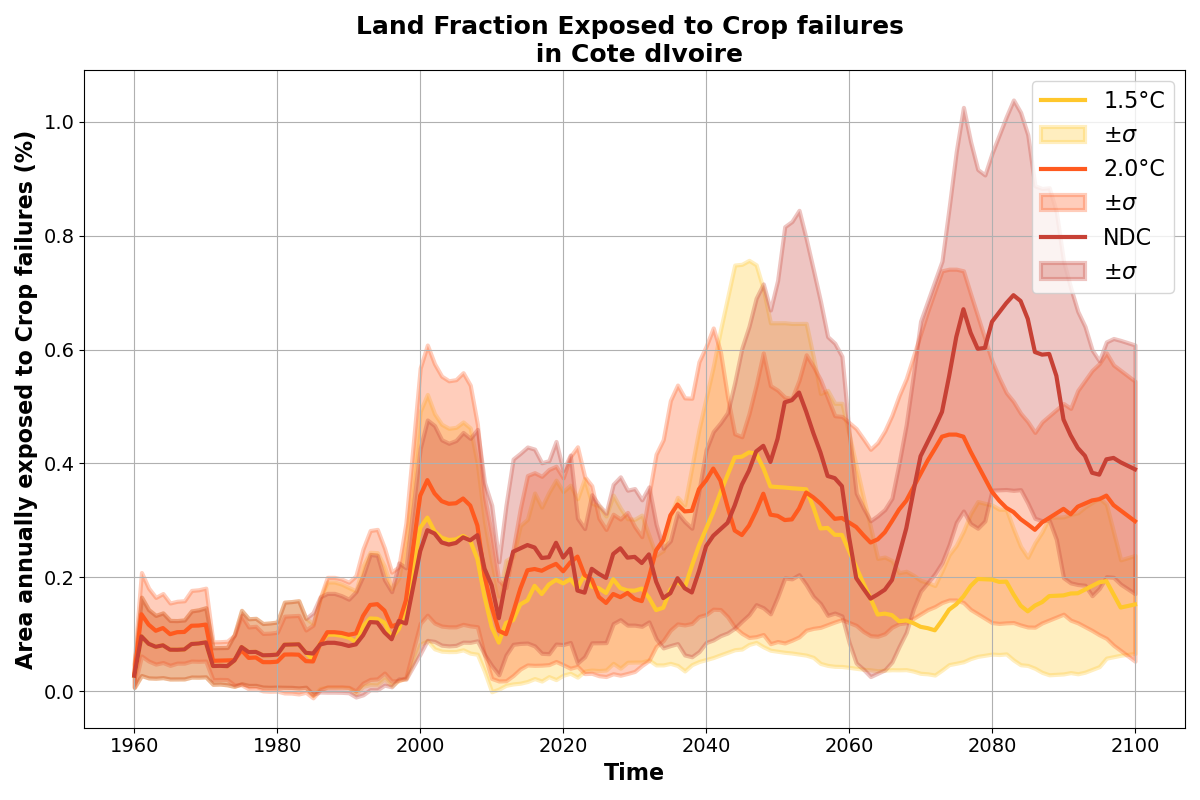 Land Fraction Exposed to Crop failures
in Cote dIvoire
Area annually exposed to Crop failures (%)
1.0
0.8
0.6
0.4
0.2
0.0
1960
1980
2000
2020
2040
2060
2080
2100
Time
1.5°C
±σ
2.0°C
±σ
NDC
±σ